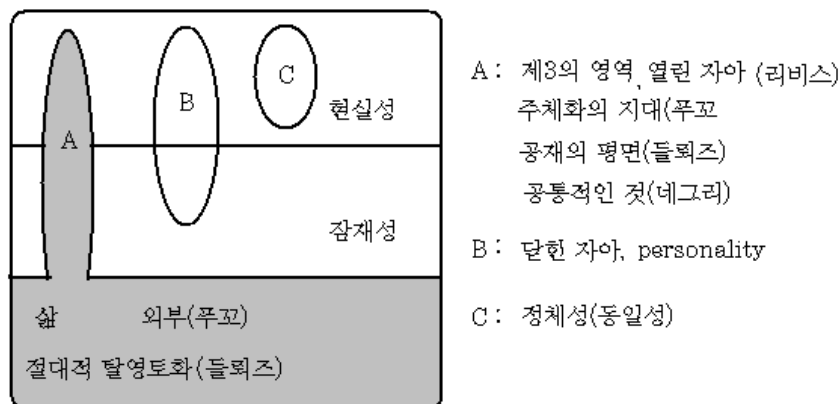 A
B
C
현실성
잠재성
삶 외부(푸꼬)
절대적 탈영토화(들뢰즈)
A : 제3의 영역, 열린 자아 (리비스)
주체화의 지대(푸꼬
공재의 평면(들뢰즈)
공통적인 것(네그리)
B : 닫힌 자아, personality
C : 정체성(동일성)